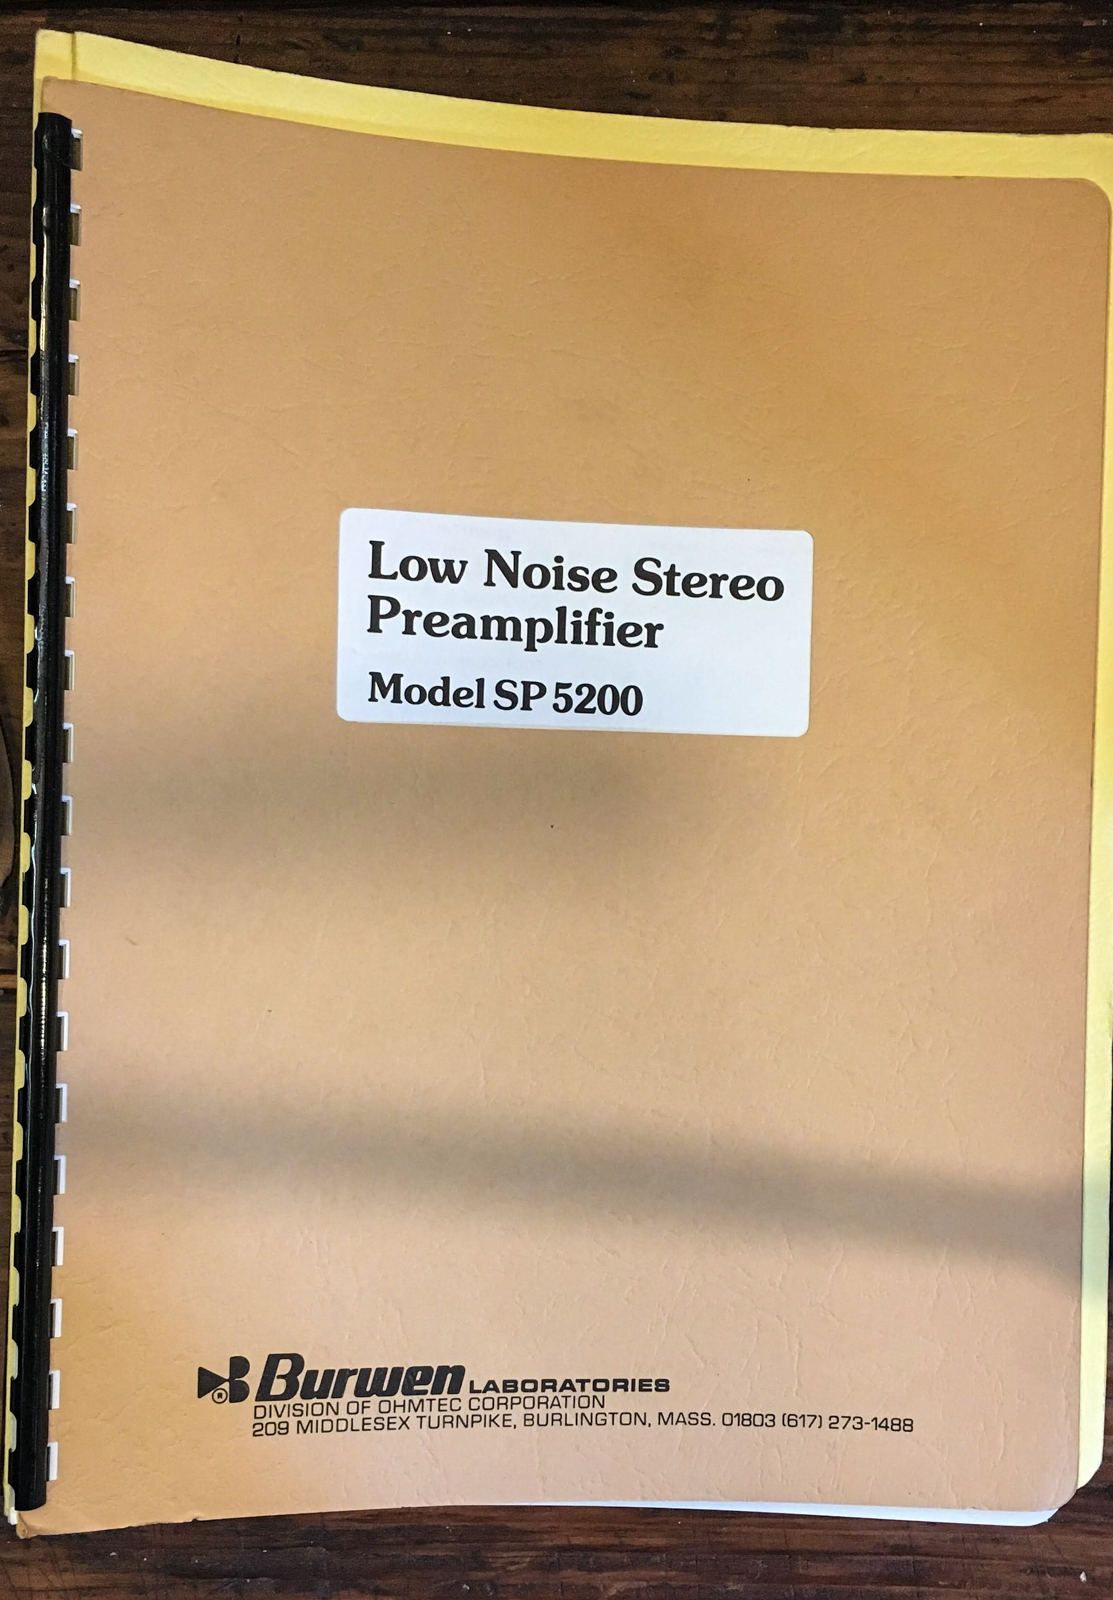 Low Noise Stereo
Preamplifier
Model SP 5200
Burwen LABORATORIES
®
DIVISION OF OHMTEC CORPORATION
209 MIDDLESEX TURNPIKE, BURLINGTON, MASS. 01803 (617) 273-1488